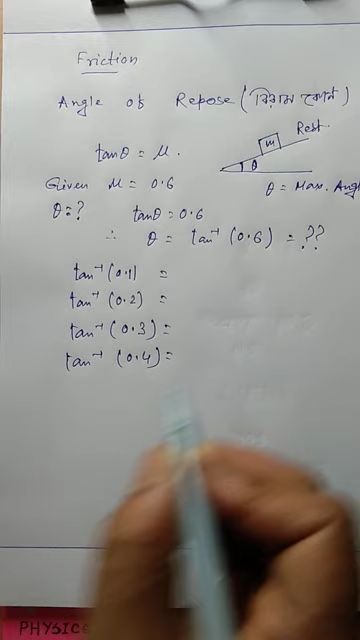 Friction
Angle of Repose (বিরাম কোণ)
tanθ = μ.
m
Rest
θ
Given μ = 0.6
θ = Max. Angl
θ = ? tanθ = 0.6
∴ θ = tan⁻¹ (0.6) = ??
tan⁻¹ (0.1) =
tan⁻¹ (0.2) =
tan⁻¹ (0.3) =
tan⁻¹ (0.4) =
PHYSIC